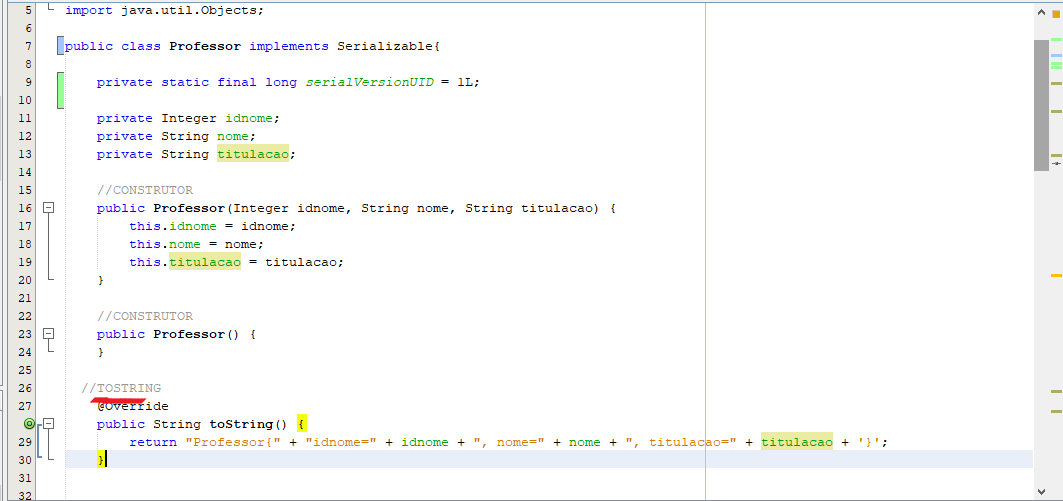 5 import java.util.Objects;
6
7 public class Professor implements Serializable{
8
9 private static final long serialVersionUID = 1L;
10
11 private Integer idnome;
12 private String nome;
13 private String titulacao;
14
15 //CONSTRUTOR
16 public Professor(Integer idnome, String nome, String titulacao) {
17 this.idnome = idnome;
18 this.nome = nome;
19 this.titulacao = titulacao;
20 }
21
22 //CONSTRUTOR
23 public Professor() {
24 }
25
26 //TOSTRING
27 @Override
28 public String toString() {
29 return "Professor{" + "idnome=" + idnome + ", nome=" + nome + ", titulacao=" + titulacao + '}';
30 }
31
32